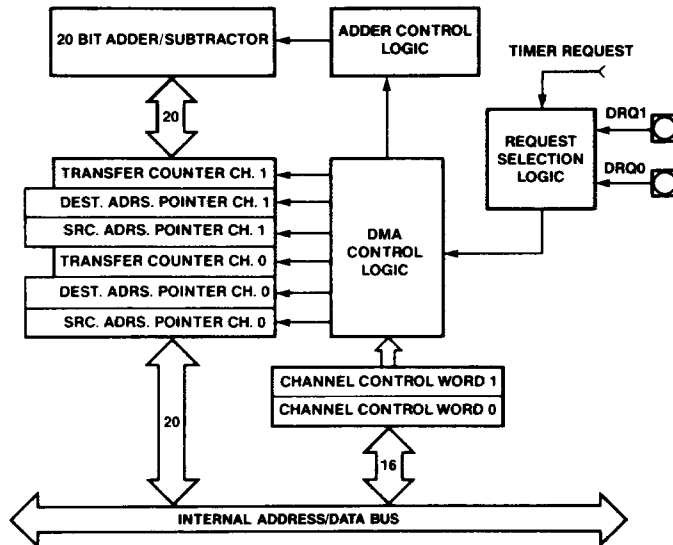 20 BIT ADDER/SUBTRACTOR
ADDER CONTROL
LOGIC
TIMER REQUEST
20
DRQ1
REQUEST
SELECTION
LOGIC
DRQ0
TRANSFER COUNTER CH. 1
DEST. ADRS. POINTER CH. 1
SRC. ADRS. POINTER CH. 1
TRANSFER COUNTER CH. 0
DEST. ADRS. POINTER CH. 0
SRC. ADRS. POINTER CH. 0
DMA
CONTROL
LOGIC
CHANNEL CONTROL WORD 1
CHANNEL CONTROL WORD 0
20
16
INTERNAL ADDRESS/DATA BUS